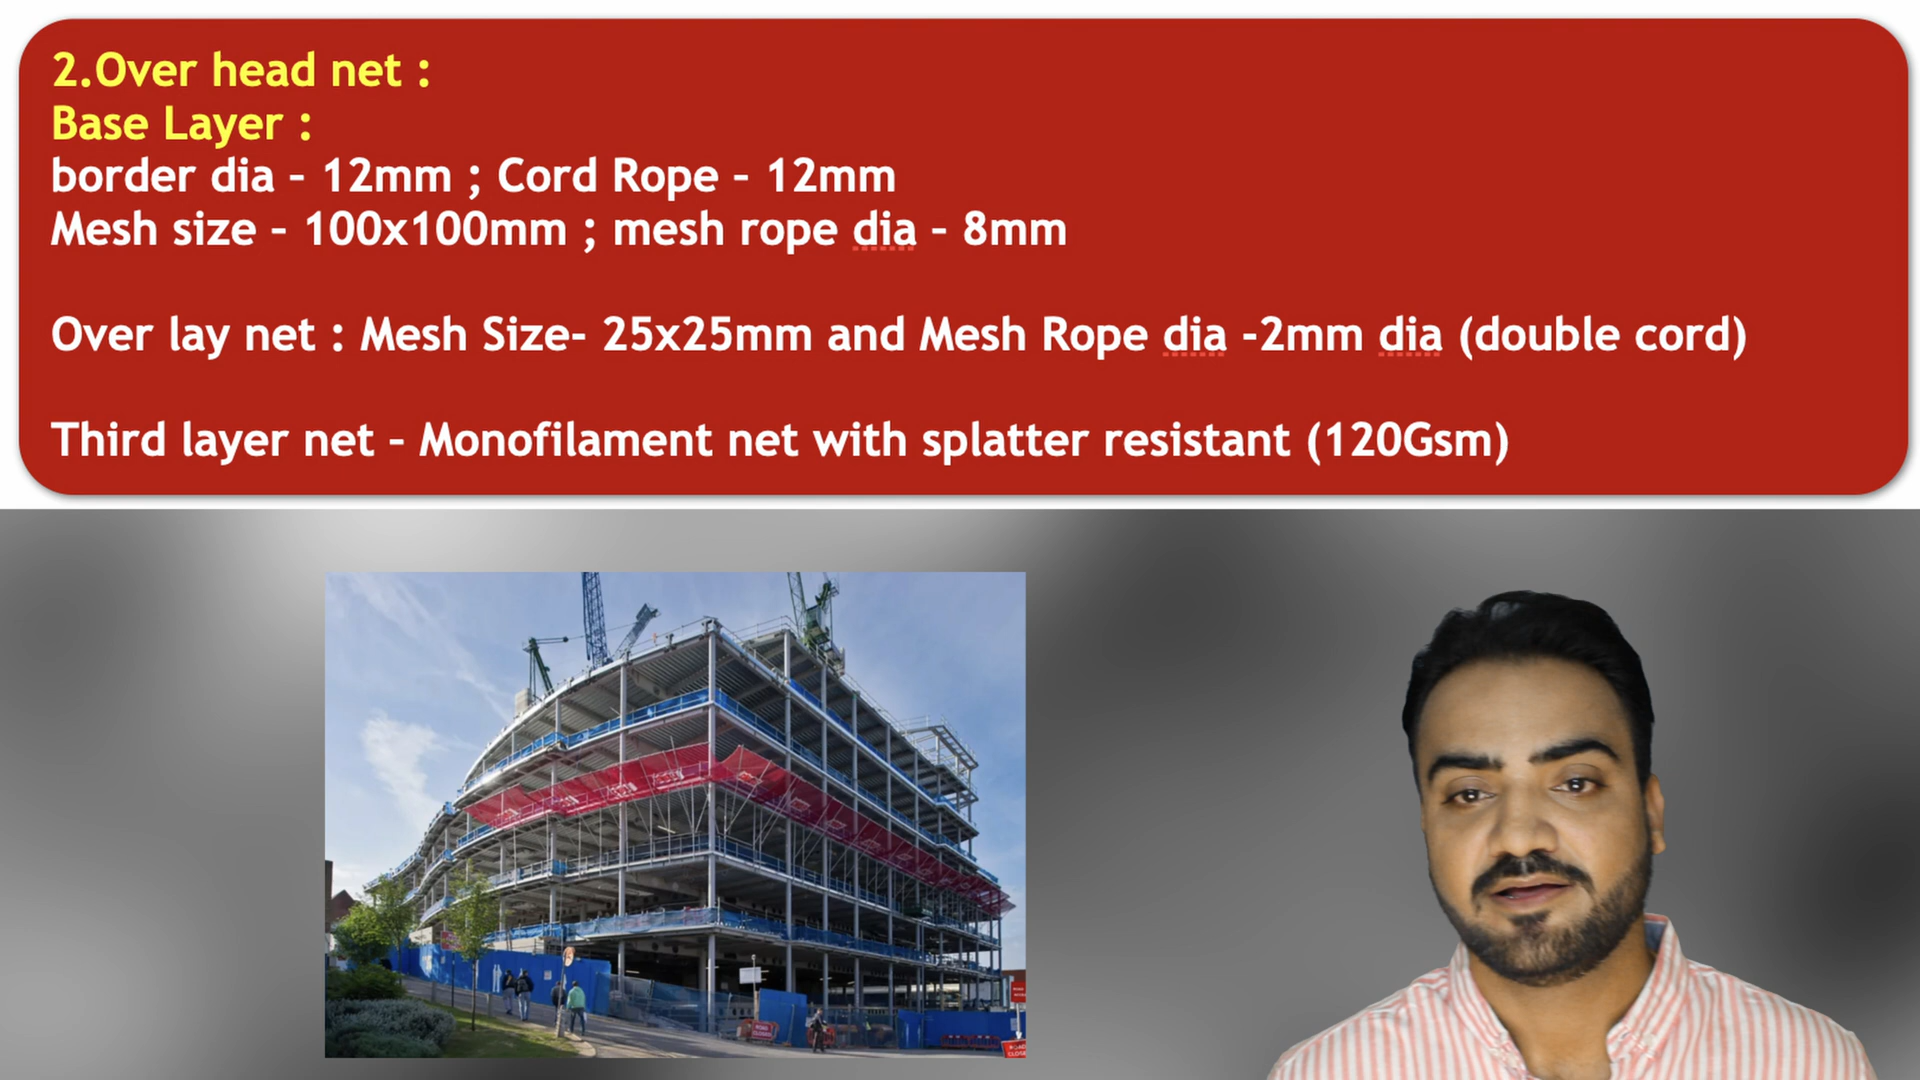 2.Over head net :
Base Layer :
border dia – 12mm ; Cord Rope – 12mm
Mesh size – 100x100mm ; mesh rope dia – 8mm
Over lay net : Mesh Size- 25x25mm and Mesh Rope dia -2mm dia (double cord)
Third layer net – Monofilament net with splatter resistant (120Gsm)
ROAD
CLOSED